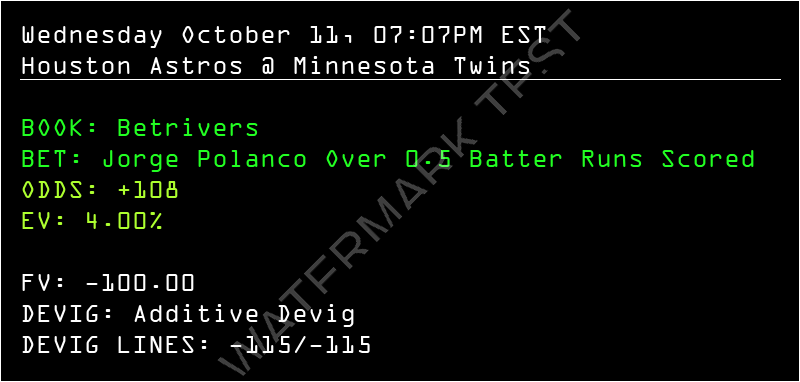 Wednesday October 11, 07:07PM EST
Houston Astros @ Minnesota Twins
BOOK: Betrivers
BET: Jorge Polanco Over 0.5 Batter Runs Scored
ODDS: +108
EV: 4.00%
FV: -100.00
DEVIG: Additive Devig
DEVIG LINES: -115/-115
WATERMARK TEST